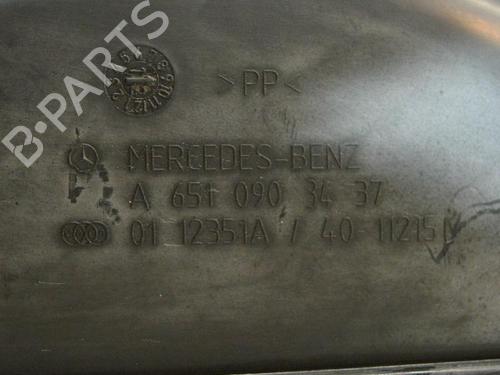 >PP<
B-PARTS
MERCEDES-BENZ
A 651 090 34 37
01 12351A / 40-11215